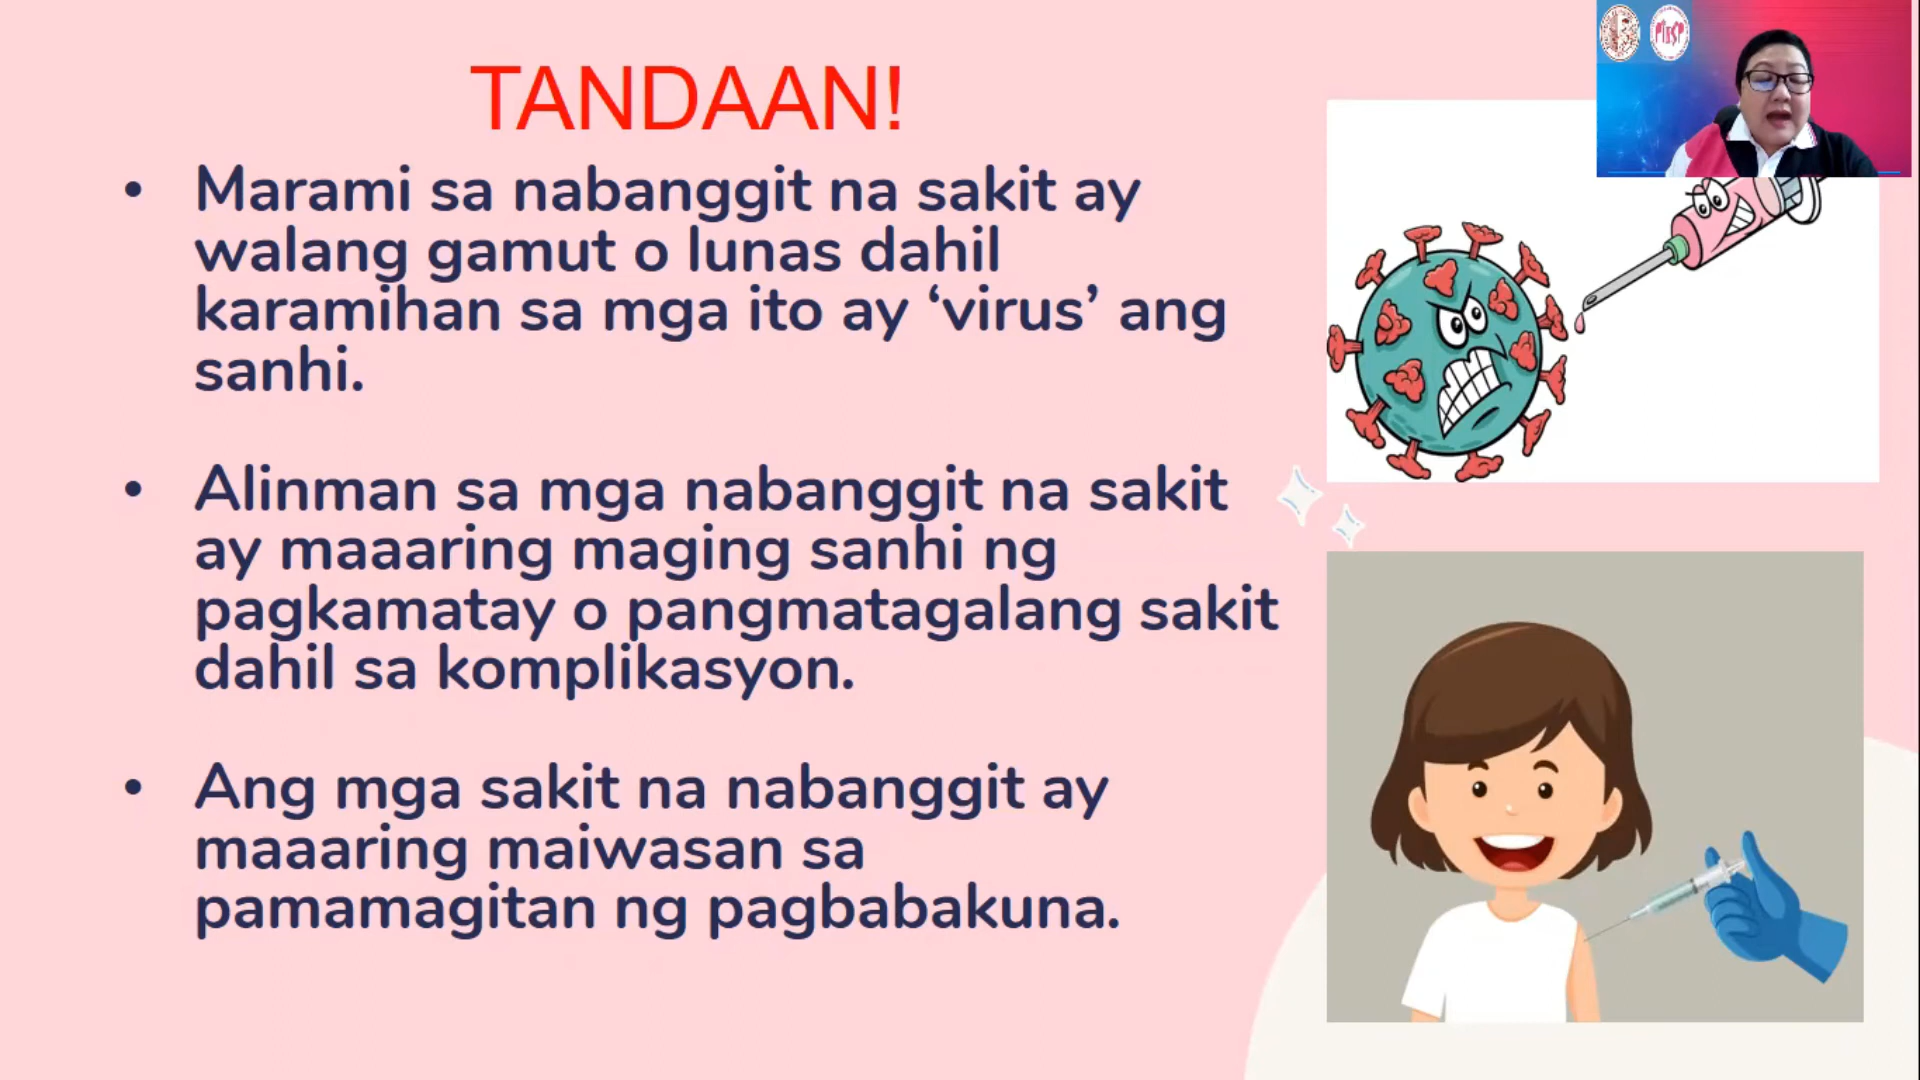 TANDAAN!
• Marami sa nabanggit na sakit ay
walang gamut o lunas dahil
karamihan sa mga ito ay ‘virus’ ang
sanhi.
• Alinman sa mga nabanggit na sakit
ay maaaring maging sanhi ng
pagkamatay o pangmatagalang sakit
dahil sa komplikasyon.
• Ang mga sakit na nabanggit ay
maaaring maiwasan sa
pamamagitan ng pagbabakuna.